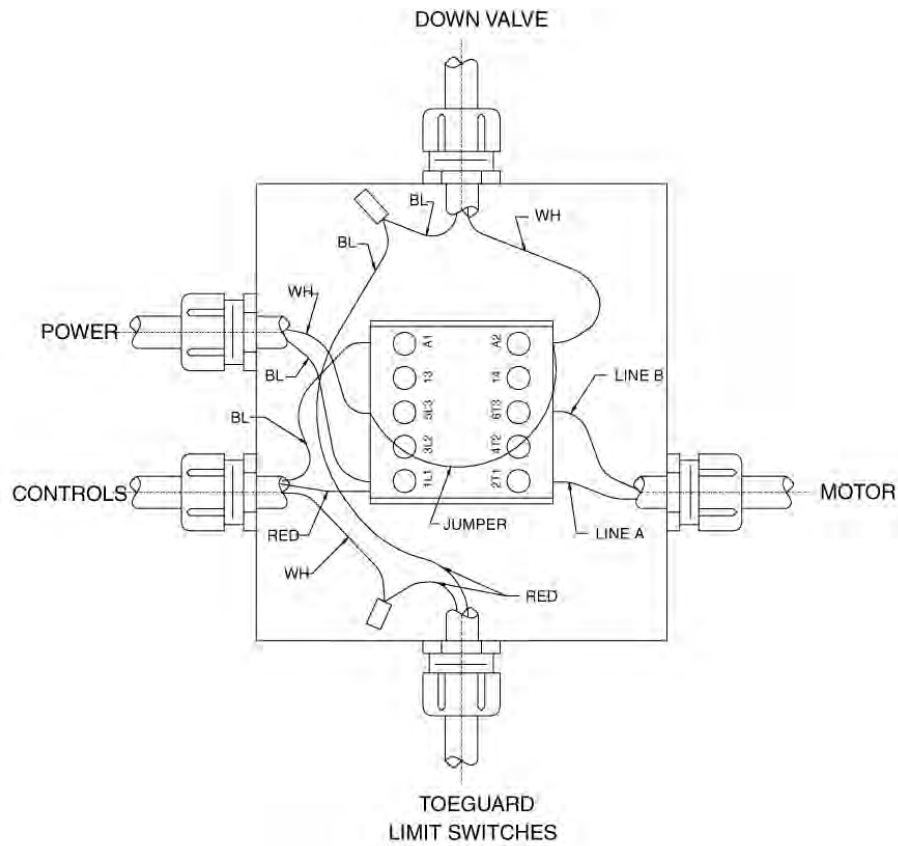 DOWN VALVE
BL
WH
BL
WH
POWER
BL
A1
A2
13
14
LINE B
5L3
6T3
BL
3L2
4T2
1L1
2T1
CONTROLS
MOTOR
RED
JUMPER
LINE A
WH
RED
TOEGUARD
LIMIT SWITCHES